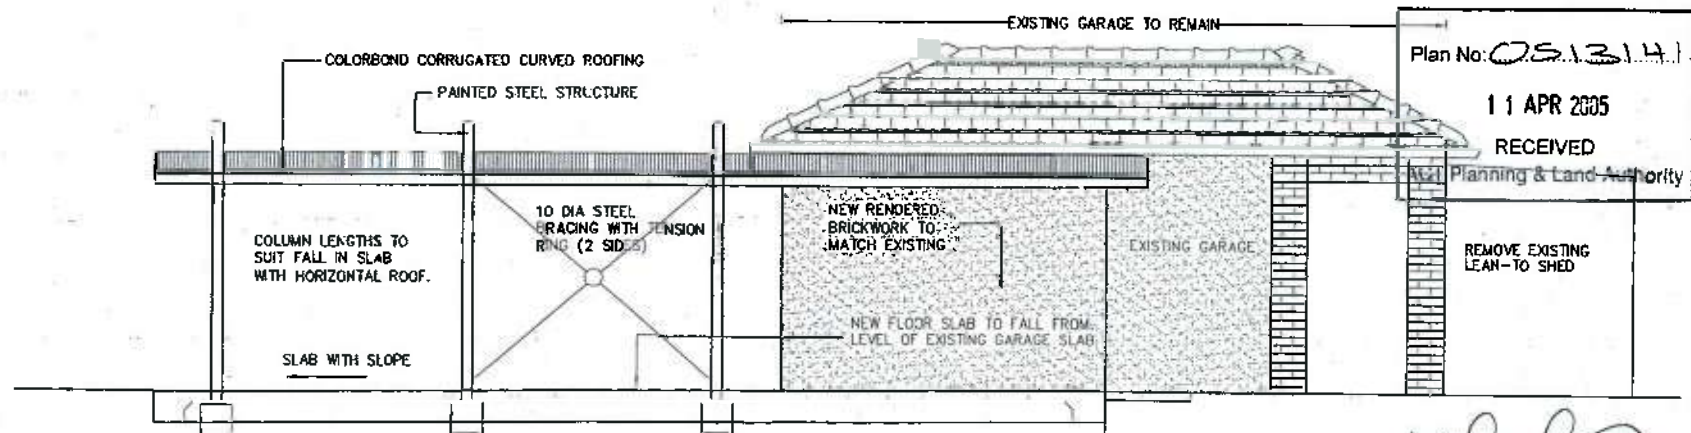 EXISTING GARAGE TO REMAIN
Plan No: 051314
11 APR 2005
RECEIVED
ACT Planning & Land Authority
COLORBOND CORRUGATED CURVED ROOFING
PAINTED STEEL STRUCTURE
COLUMN LENGTHS TO
SUIT FALL IN SLAB
WITH HORIZONTAL ROOF.
10 DIA STEEL
BRACING WITH TENSION
RING (2 SIDES)
NEW RENDERED
BRICKWORK TO
MATCH EXISTING
EXISTING GARAGE
REMOVE EXISTING
LEAN-TO SHED
NEW FLOOR SLAB TO FALL FROM
LEVEL OF EXISTING GARAGE SLAB
SLAB WITH SLOPE